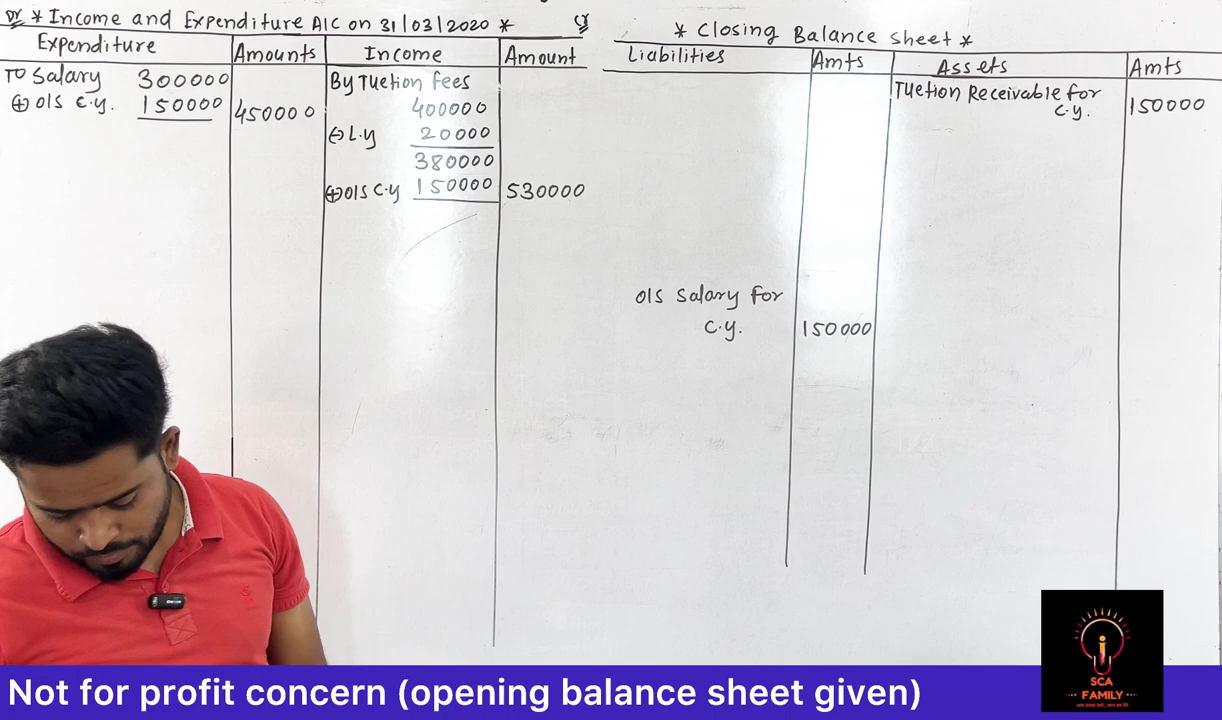 Dr * Income and Expenditure A/C on 31/03/2020 * Cr
Expenditure Amounts Income Amount
To Salary 300000
⊕ O/S C.Y. 150000 450000
By Tuetion Fees
400000
⊖ L.Y 20000
380000
⊕ O/S C.Y 150000 530000
* Closing Balance Sheet *
Liabilities Amts Assets Amts
Tuetion Receivable for
C.Y. 150000
O/S Salary For
C.Y. 150000
SCA
FAMILY
Not for profit concern (opening balance sheet given)